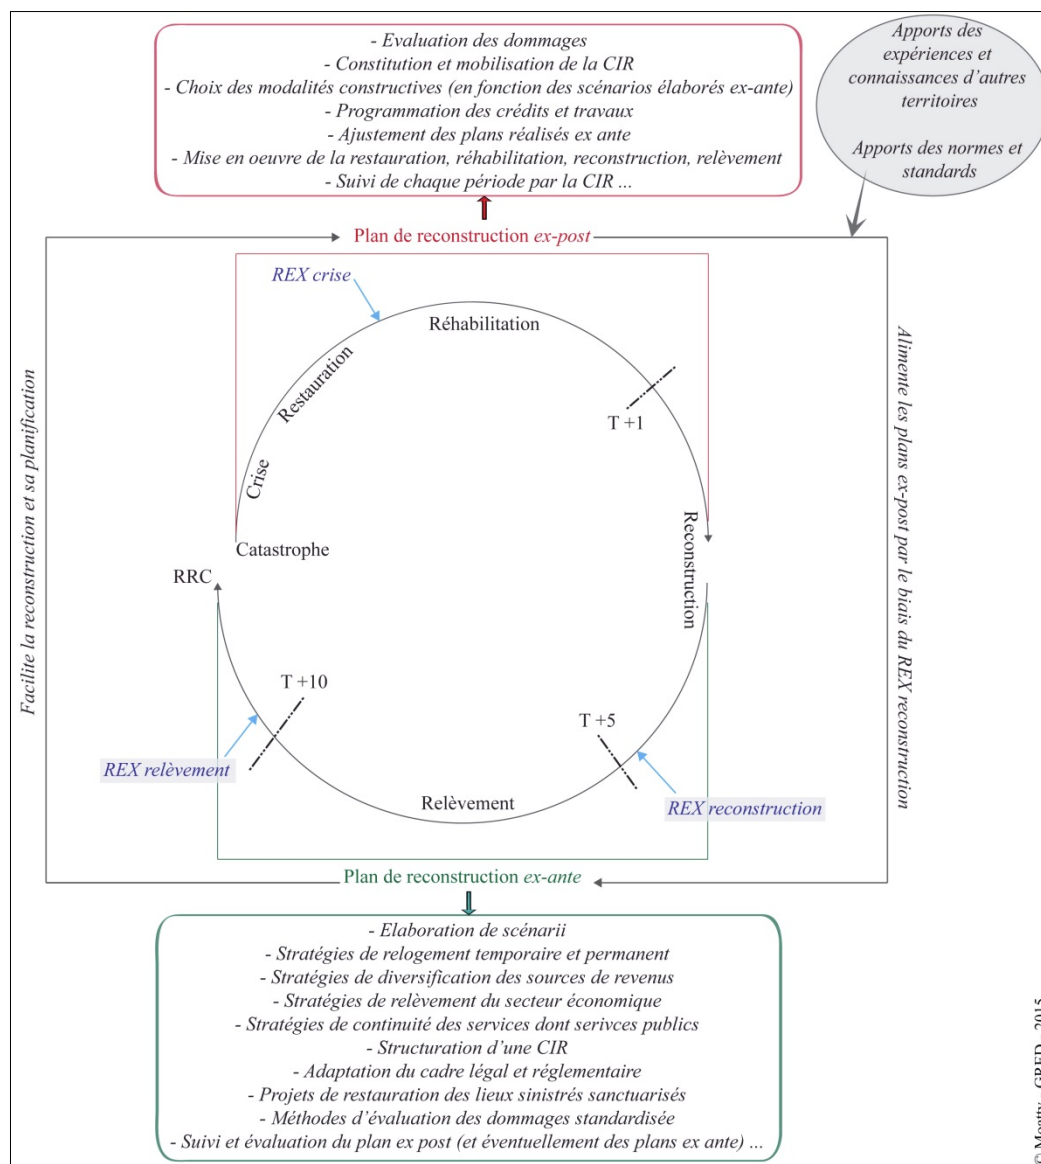 - Evaluation des dommages
- Constitution et mobilisation de la CIR
- Choix des modalités constructives (en fonction des scénarios élaborés ex-ante)
- Programmation des crédits et travaux
- Ajustement des plans réalisés ex ante
- Mise en oeuvre de la restauration, réhabilitation, reconstruction, relèvement
- Suivi de chaque période par la CIR ...
Apports des
expériences et
connaissances d'autres
territoires
Apports des normes et
standards
Plan de reconstruction ex-post
REX crise
Réhabilitation
Restauration
Crise
T +1
Catastrophe
Reconstruction
RRC
Facilite la reconstruction et sa planification
Alimente les plans ex-post par le biais du REX reconstruction
T +10
T +5
REX relèvement
Relèvement
REX reconstruction
Plan de reconstruction ex-ante
- Elaboration de scénarii
- Stratégies de relogement temporaire et permanent
- Stratégies de diversification des sources de revenus
- Stratégies de relèvement du secteur économique
- Stratégies de continuité des services dont serivces publics
- Structuration d'une CIR
- Adaptation du cadre légal et réglementaire
- Projets de restauration des lieux sinistrés sanctuarisés
- Méthodes d'évaluation des dommages standardisée
- Suivi et évaluation du plan ex post (et éventuellement des plans ex ante) ...
© Moatty
2015